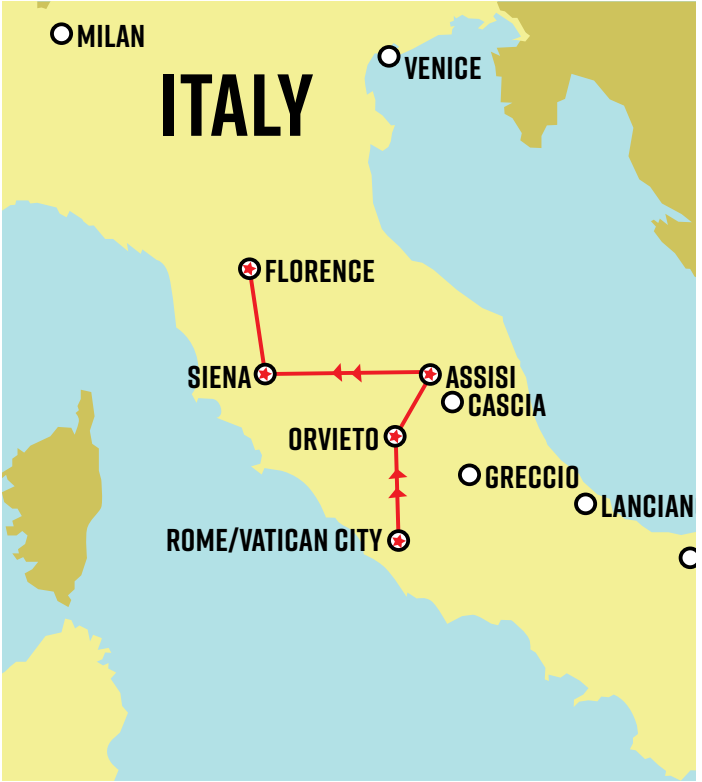 MILAN
VENICE
ITALY
FLORENCE
SIENA
ASSISI
CASCIA
ORVIETO
GRECCIO
LANCIAN
ROME/VATICAN CITY